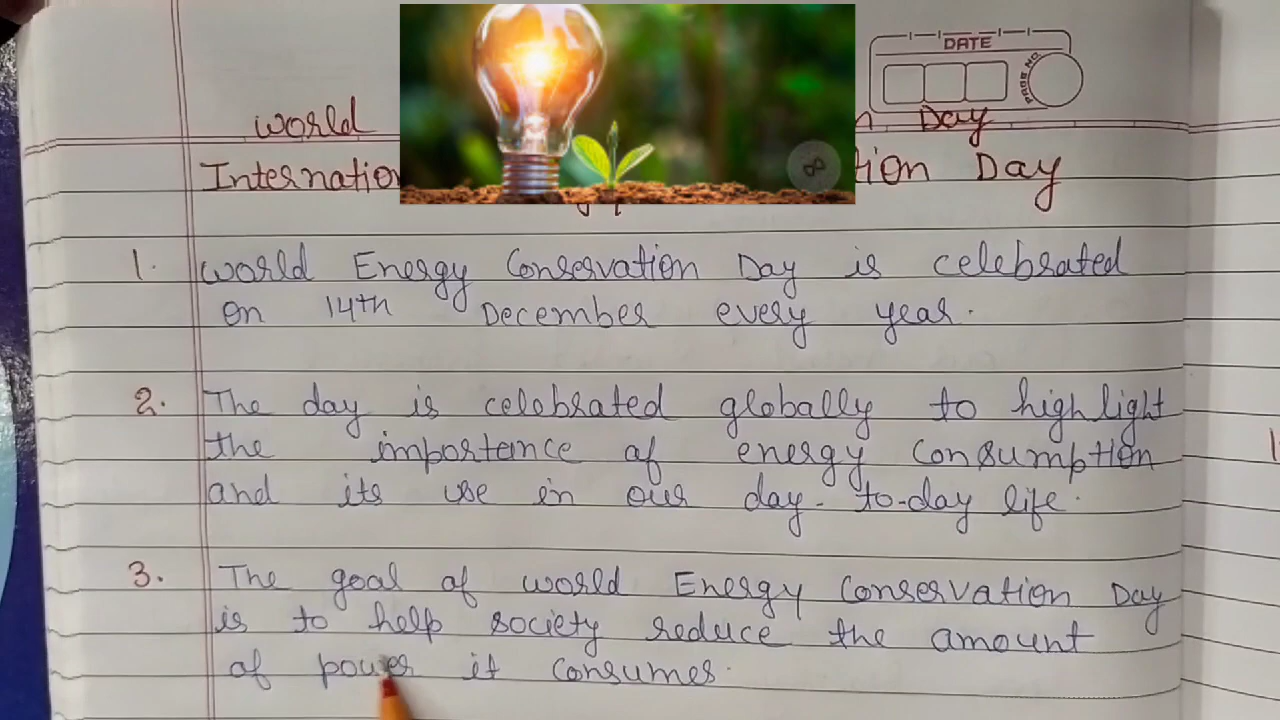 DATE
PAGE NO.
world Day
Internatio tion Day
1. World Energy Conservation Day is celebrated
on 14th December every year.
2. The day is celebrated globally to highlight
the importance of energy consumption
and its use in our day-to-day life.
3. The goal of world Energy Conservation Day
is to help society reduce the amount
of power it consumes.